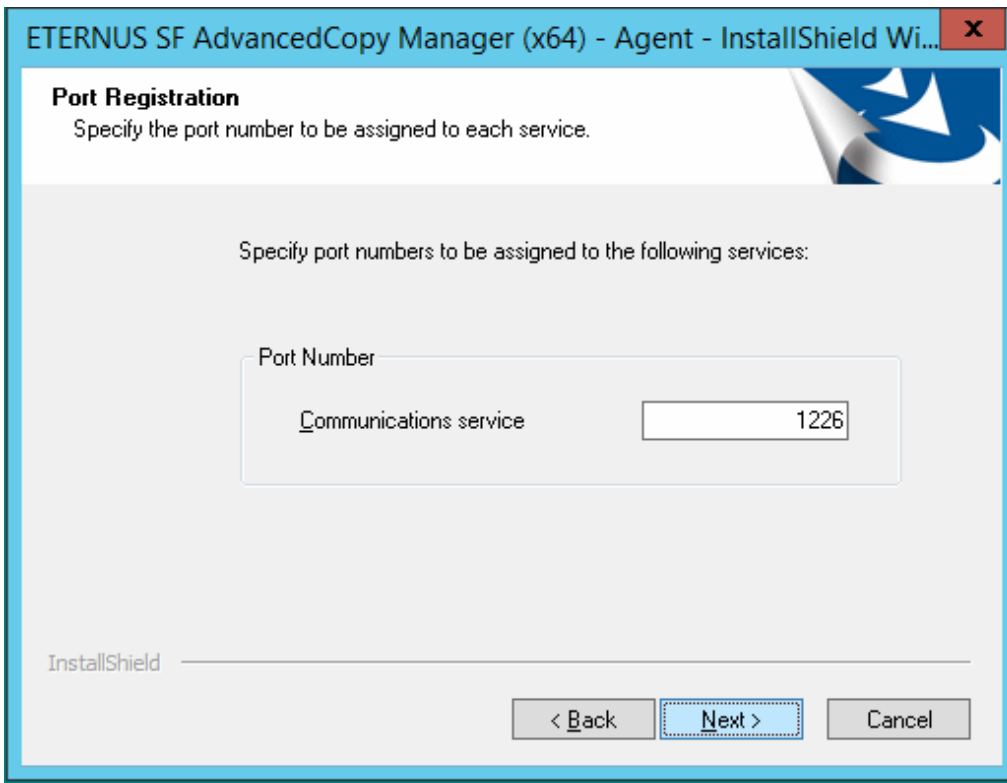 ETERNUS SF AdvancedCopy Manager (x64) - Agent - InstallShield Wi... x
Port Registration
Specify the port number to be assigned to each service.
Specify port numbers to be assigned to the following services:
Port Number
Communications service 1226
InstallShield
< Back Next > Cancel